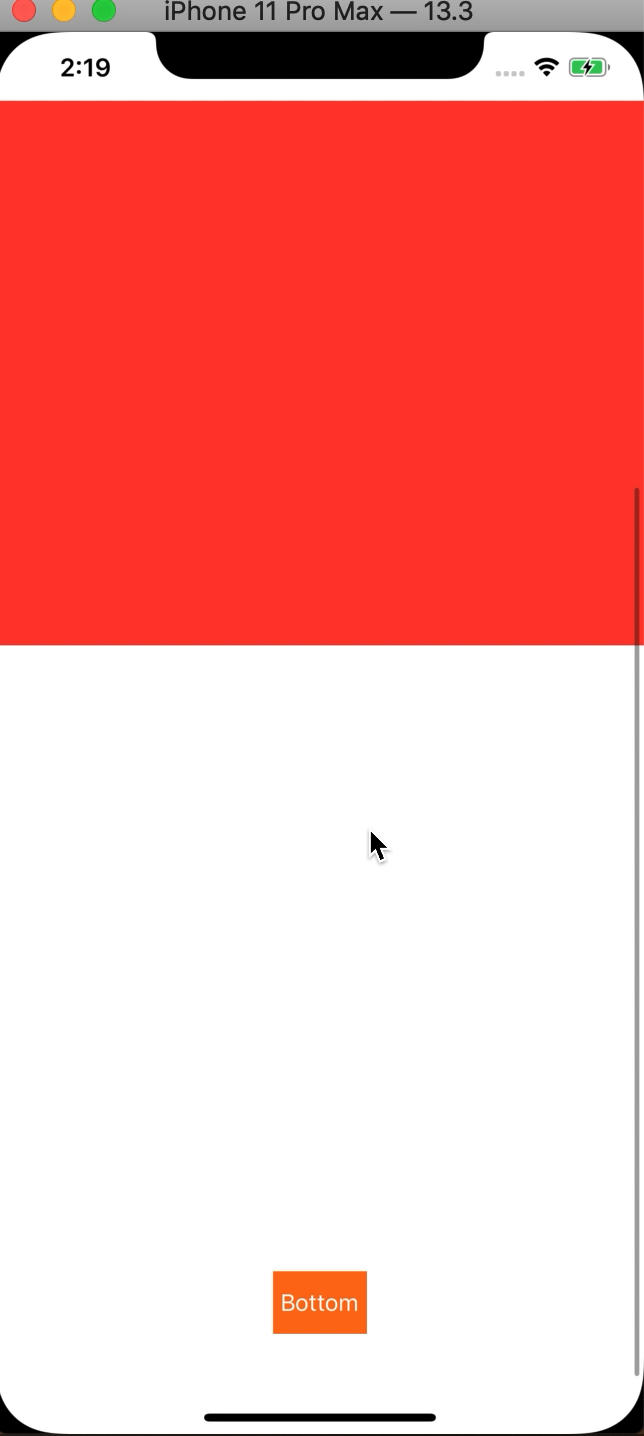 iPhone 11 Pro Max — 13.3
2:19
Bottom